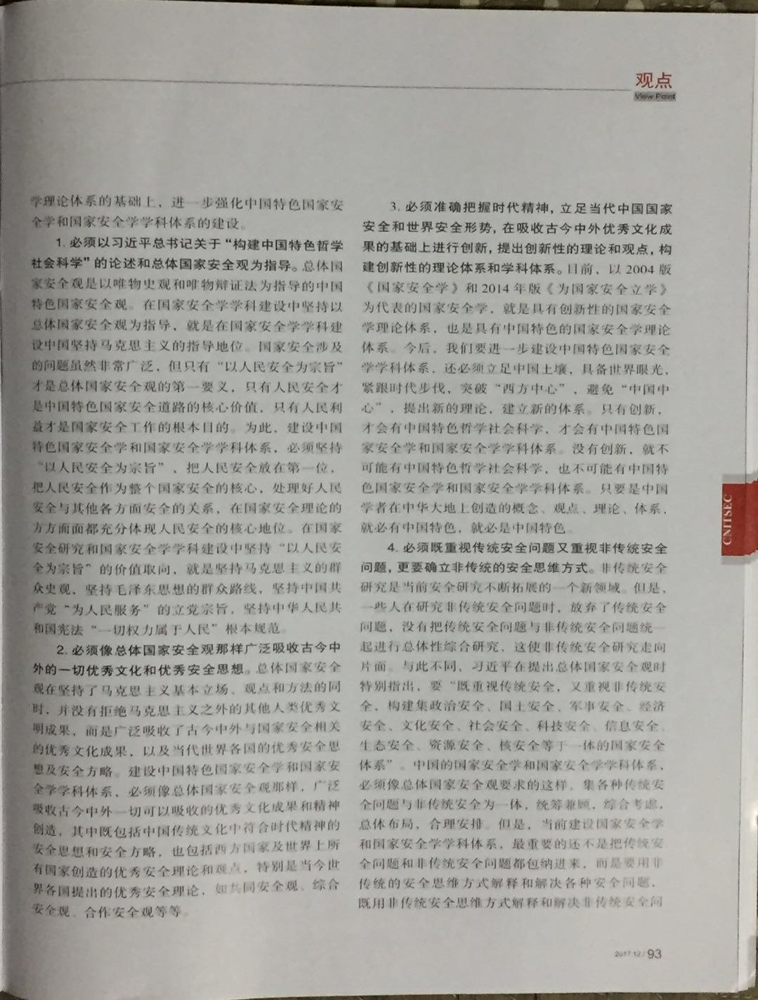 观点
View Point
学理论体系的基础上，进一步强化中国特色国家安
全学和国家安全学学科体系的建设。
1. 必须以习近平总书记关于“构建中国特色哲学
社会科学”的论述和总体国家安全观为指导。总体国
家安全观是以唯物史观和唯物辩证法为指导的中国
特色国家安全观。在国家安全学学科建设中坚持以
总体国家安全观为指导，就是在国家安全学学科建
设中坚持马克思主义的指导地位。国家安全涉及
的问题虽然非常广泛，但只有“以人民安全为宗旨”
才是总体国家安全观的第一要义，只有人民安全才
是中国特色国家安全道路的核心价值，只有人民利
益才是国家安全工作的根本目的。为此，建设中国
特色国家安全学和国家安全学学科体系，必须坚持
“以人民安全为宗旨”，把人民安全放在第一位，
把人民安全作为整个国家安全的核心，处理好人民
安全与其他各方面安全的关系，在国家安全理论的
方方面面都充分体现人民安全的核心地位。在国家
安全研究和国家安全学学科建设中坚持“以人民安
全为宗旨”的价值取向，就是坚持马克思主义的群
众史观，坚持毛泽东思想的群众路线，坚持中国共
产党“为人民服务”的立党宗旨，坚持中华人民共
和国宪法“一切权力属于人民”根本规范。
2. 必须像总体国家安全观那样广泛吸收古今中
外的一切优秀文化和优秀安全思想。总体国家安全
观在坚持了马克思主义基本立场、观点和方法的同
时，并没有拒绝马克思主义之外的其他人类优秀文
明成果，而是广泛吸收了古今中外与国家安全相关
的优秀文化成果，以及当代世界各国的优秀安全思
想及安全方略。建设中国特色国家安全学和国家安
全学学科体系，必须像总体国家安全观那样，广泛
吸收古今中外一切可以吸收的优秀文化成果和精神
创造，其中既包括中国传统文化中符合时代精神的
安全思想和安全方略，也包括西方国家及世界上所
有国家创造的优秀安全理论和观点，特别是当今世
界各国提出的优秀安全理论，如共同安全观、综合
安全观、合作安全观等等。
3. 必须准确把握时代精神，立足当代中国国家
安全和世界安全形势，在吸收古今中外优秀文化成
果的基础上进行创新，提出创新性的理论和观点，构
建创新性的理论体系和学科体系。目前，以 2004 版
《国家安全学》和 2014 年版《为国家安全立学》
为代表的国家安全学，就是具有创新性的国家安全
学理论体系，也是具有中国特色的国家安全学理论
体系。今后，我们要进一步建设中国特色国家安全
学学科体系，还必须立足中国土壤，具备世界眼光，
紧跟时代步伐，突破“西方中心”，避免“中国中
心”，提出新的理论，建立新的体系。只有创新，
才会有中国特色哲学社会科学，才会有中国特色国
家安全学和国家安全学学科体系。没有创新，就不
可能有中国特色哲学社会科学，也不可能有中国特
色国家安全学和国家安全学学科体系。只要是中国
学者在中华大地上创造的概念、观点、理论、体系，
就必有中国特色，就必是中国特色。
4. 必须既重视传统安全问题又重视非传统安全
问题，更要确立非传统的安全思维方式。非传统安全
研究是当前安全研究不断拓展的一个新领域。但是，
一些人在研究非传统安全问题时，放弃了传统安全
问题，没有把传统安全问题与非传统安全问题统一
起进行总体性综合研究，这使非传统安全研究走向
片面。与此不同，习近平在提出总体国家安全观时
特别指出，要“既重视传统安全，又重视非传统安
全，构建集政治安全、国土安全、军事安全、经济
安全、文化安全、社会安全、科技安全、信息安全、
生态安全、资源安全、核安全等于一体的国家安全
体系”。中国的国家安全学和国家安全学学科体系，
必须像总体国家安全观要求的这样，集各种传统安
全问题与非传统安全为一体，统筹兼顾，综合考虑，
总体布局，合理安排。但是，当前建设国家安全学
和国家安全学学科体系，最重要的还不是把传统安
全问题和非传统安全问题都包纳进来，而是要用非
传统的安全思维方式解释和解决各种安全问题，
既用非传统安全思维方式解释和解决非传统安全问
CNITSEC
2017.12 / 93